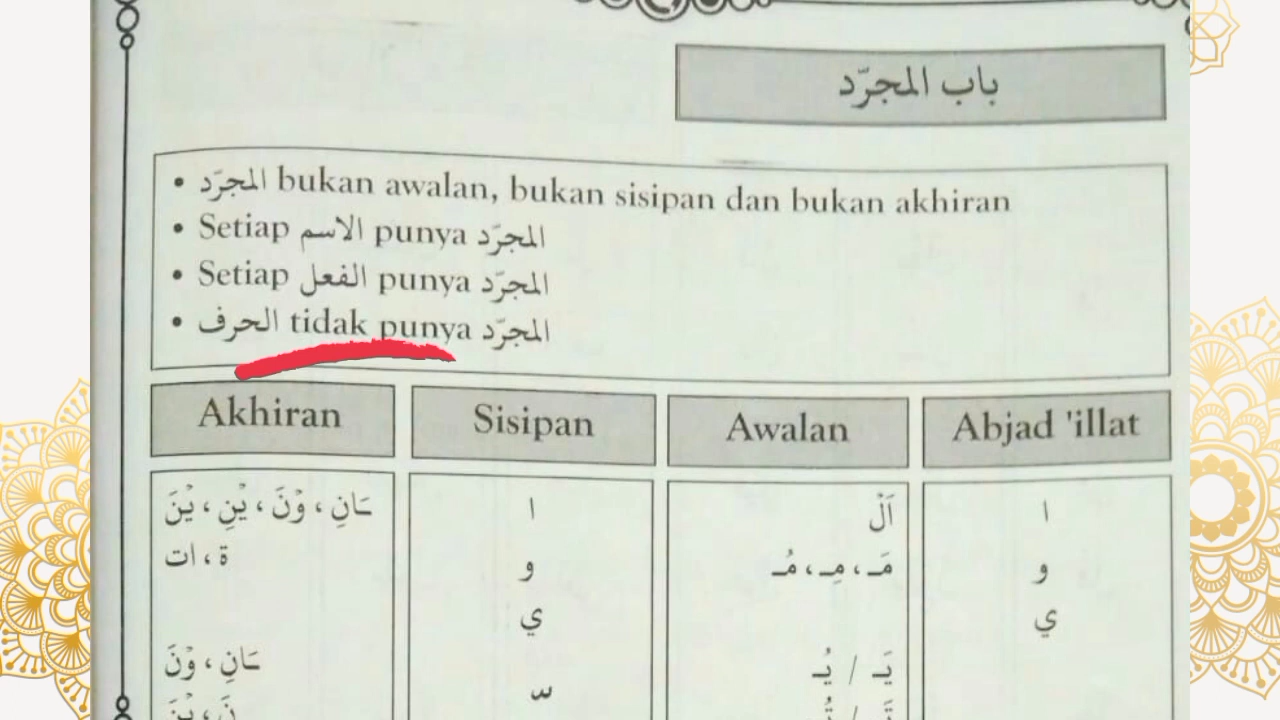 باب المجرّد
• المجرّد bukan awalan, bukan sisipan dan bukan akhiran
• Setiap الاسم punya المجرّد
• Setiap الفعل punya المجرّد
• الحرف tidak punya المجرّد
Akhiran Sisipan Awalan Abjad 'illat
ـَانِ ، وْنَ ، يْنِ ، يْنَ ا اَلْ ا
ة ، ات و مَـ ، مِـ ، مُـ و
ي ي
ـَانِ ، وْنَ يَـ / يُـ
ـّ